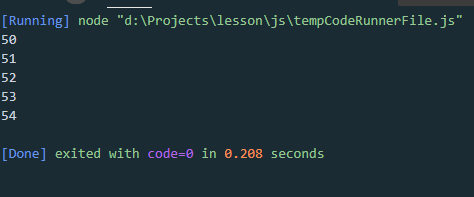 [Running] node "d:\Projects\lesson\js\tempCodeRunnerFile.js"
50
51
52
53
54
[Done] exited with code=0 in 0.208 seconds